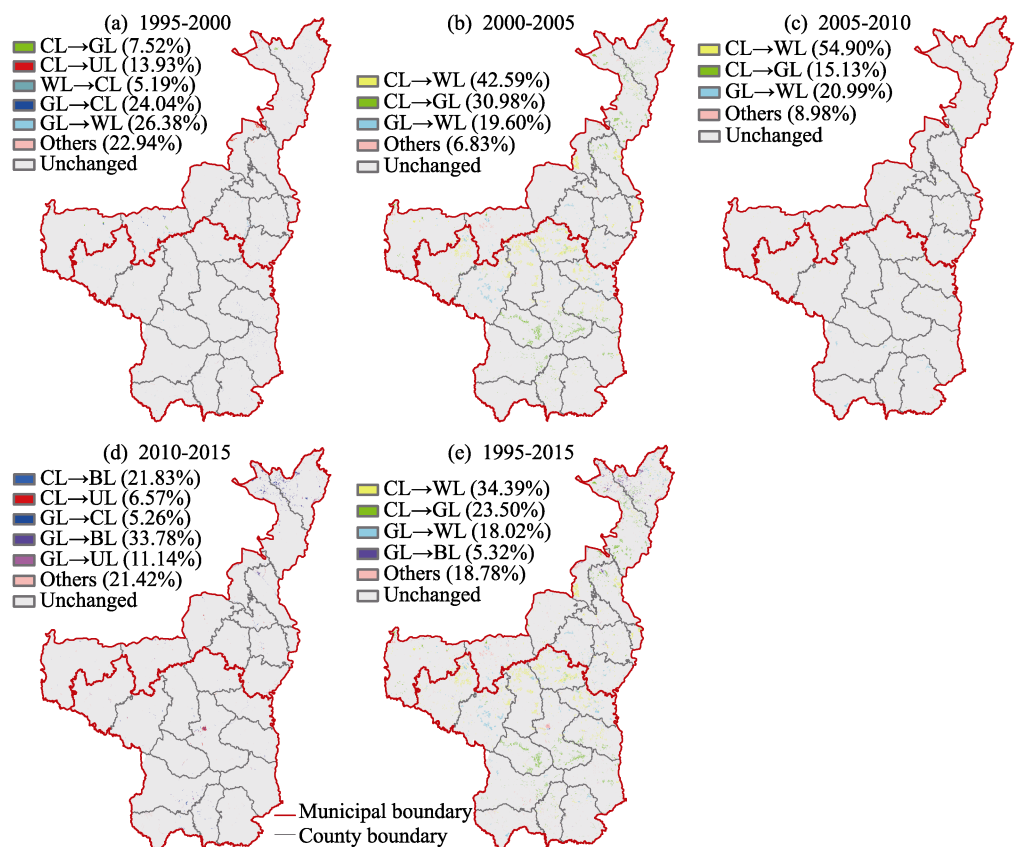 (a) 1995-2000
CL→GL (7.52%)
CL→UL (13.93%)
WL→CL (5.19%)
GL→CL (24.04%)
GL→WL (26.38%)
Others (22.94%)
Unchanged
(b) 2000-2005
CL→WL (42.59%)
CL→GL (30.98%)
GL→WL (19.60%)
Others (6.83%)
Unchanged
(c) 2005-2010
CL→WL (54.90%)
CL→GL (15.13%)
GL→WL (20.99%)
Others (8.98%)
Unchanged
(d) 2010-2015
CL→BL (21.83%)
CL→UL (6.57%)
GL→CL (5.26%)
GL→BL (33.78%)
GL→UL (11.14%)
Others (21.42%)
Unchanged
(e) 1995-2015
CL→WL (34.39%)
CL→GL (23.50%)
GL→WL (18.02%)
GL→BL (5.32%)
Others (18.78%)
Unchanged
Municipal boundary
County boundary